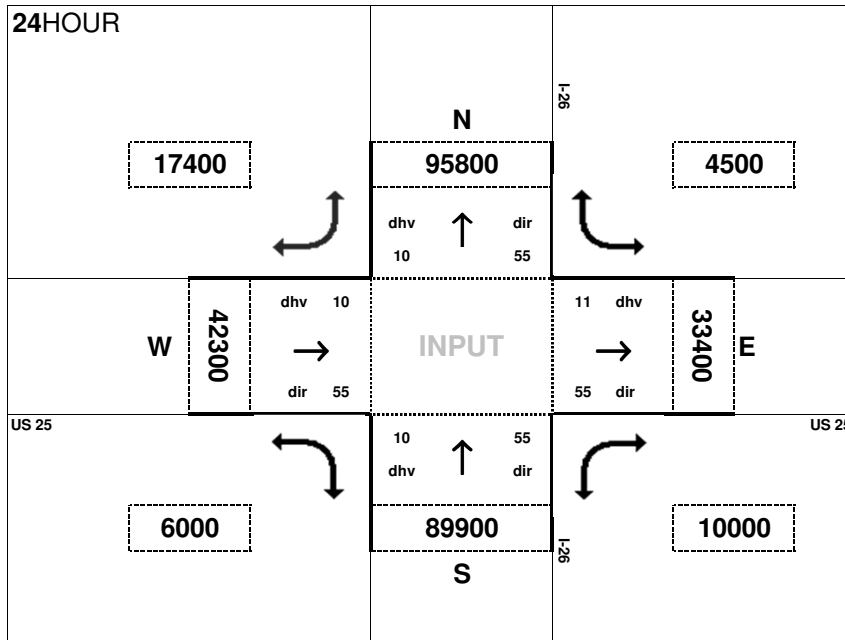 24HOUR
I-26
N
17400
95800
4500
dhv dir
10 55
dhv 10
11 dhv
W
42300
INPUT
33400
E
dir 55
55 dir
US 25
US 25
10 55
dhv dir
6000
89900
10000
I-26
S